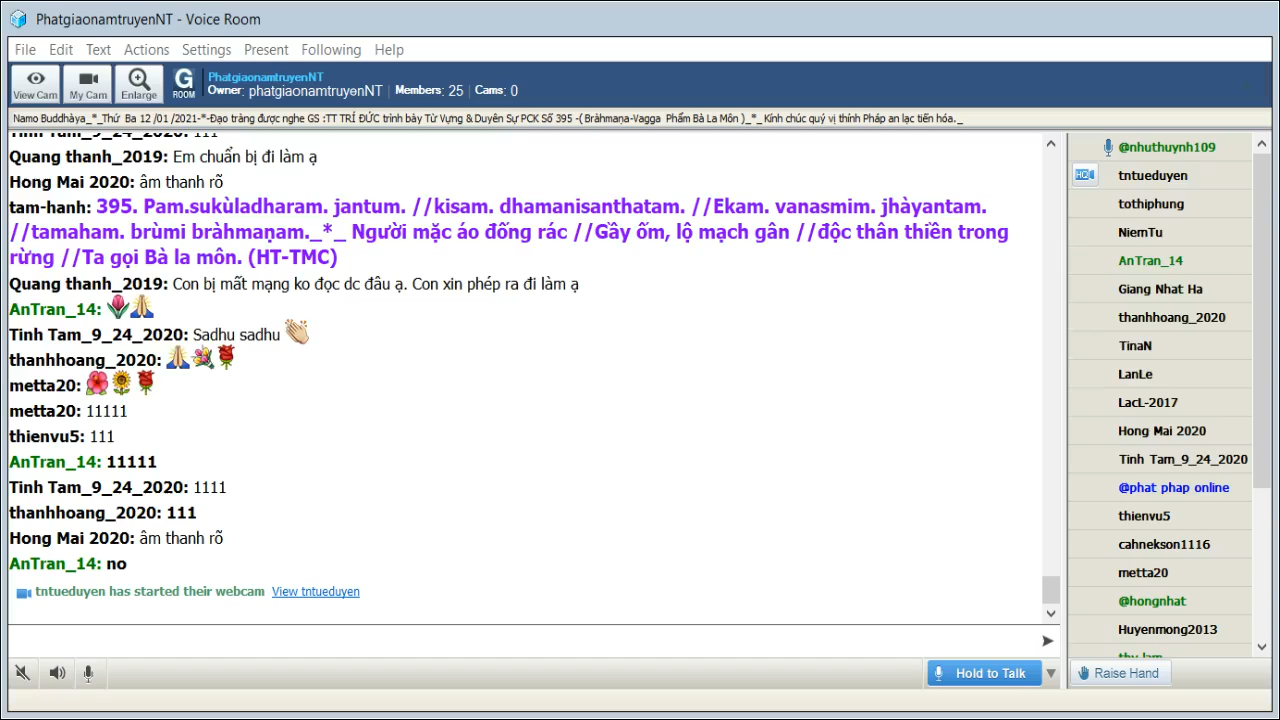 PhatgiaonamtruyenNT - Voice Room
File Edit Text Actions Settings Present Following Help
View Cam My Cam Enlarge G ROOM
PhatgiaonamtruyenNT
Owner: phatgiaonamtruyenNT Members: 25 Cams: 0
Namo Buddhàya_*_Thứ Ba 12 /01 /2021-*-Đạo tràng được nghe GS :TT TRÍ ĐỨC trình bày Từ Vựng & Duyên Sự PCK Số 395 -( Bràhmaṇa-Vagga Phẩm Bà La Môn )_*_Kính chúc quý vị thính Pháp an lạc tiến hóa._
Tinh Tam_9_24_2020: 111
Quang thanh_2019: Em chuẩn bị đi làm ạ
Hong Mai 2020: âm thanh rõ
tam-hanh: 395. Pam.sukùladharam. jantum. //kisam. dhamanisanthatam. //Ekam. vanasmim. jhàyantam.
//tamaham. brùmi bràhmaṇam._*_ Người mặc áo đống rác //Gầy ốm, lộ mạch gân //độc thân thiền trong
rừng //Ta gọi Bà la môn. (HT-TMC)
Quang thanh_2019: Con bị mất mạng ko đọc dc đâu ạ. Con xin phép ra đi làm ạ
AnTran_14:
Tinh Tam_9_24_2020: Sadhu sadhu
thanhhoang_2020:
metta20:
metta20: 11111
thienvu5: 111
AnTran_14: 11111
Tinh Tam_9_24_2020: 1111
thanhhoang_2020: 111
Hong Mai 2020: âm thanh rõ
AnTran_14: no
tntueduyen has started their webcam View tntueduyen
Hold to Talk
@nhuthuynh109
HQ tntueduyen
tothiphung
NiemTu
AnTran_14
Giang Nhat Ha
thanhhoang_2020
TinaN
LanLe
LacL-2017
Hong Mai 2020
Tinh Tam_9_24_2020
@phat phap online
thienvu5
cahnekson1116
metta20
@hongnhat
Huyenmong2013
thy lam
Raise Hand